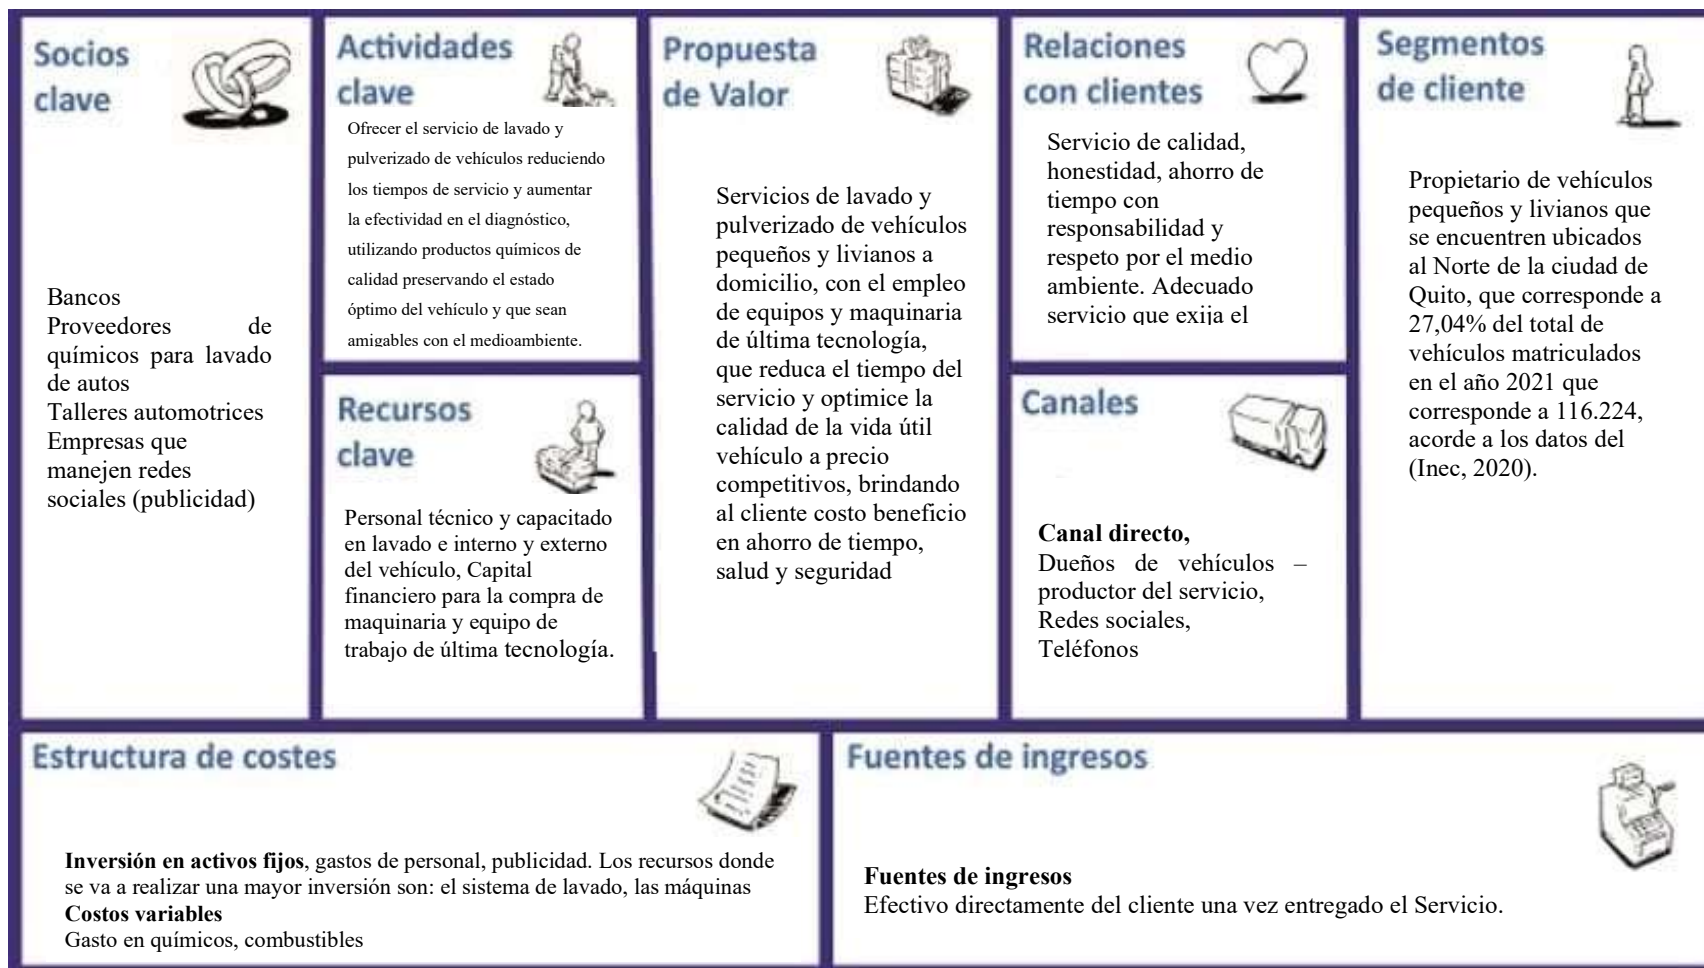 Socios
clave
Bancos
Proveedores de
químicos para lavado
de autos
Talleres automotrices
Empresas que
manejen redes
sociales (publicidad)
Actividades
clave
Ofrecer el servicio de lavado y
pulverizado de vehículos reduciendo
los tiempos de servicio y aumentar
la efectividad en el diagnóstico,
utilizando productos químicos de
calidad preservando el estado
óptimo del vehículo y que sean
amigables con el medioambiente.
Recursos
clave
Personal técnico y capacitado
en lavado e interno y externo
del vehículo, Capital
financiero para la compra de
maquinaria y equipo de
trabajo de última tecnología.
Propuesta
de Valor
Servicios de lavado y
pulverizado de vehículos
pequeños y livianos a
domicilio, con el empleo
de equipos y maquinaria
de última tecnología,
que reduca el tiempo del
servicio y optimice la
calidad de la vida útil
vehículo a precio
competitivos, brindando
al cliente costo beneficio
en ahorro de tiempo,
salud y seguridad
Relaciones
con clientes
Servicio de calidad,
honestidad, ahorro de
tiempo con
responsabilidad y
respeto por el medio
ambiente. Adecuado
servicio que exija el
Canales
Canal directo,
Dueños de vehículos –
productor del servicio,
Redes sociales,
Teléfonos
Segmentos
de cliente
Propietario de vehículos
pequeños y livianos que
se encuentren ubicados
al Norte de la ciudad de
Quito, que corresponde a
27,04% del total de
vehículos matriculados
en el año 2021 que
corresponde a 116.224,
acorde a los datos del
(Inec, 2020).
Estructura de costes
Inversión en activos fijos, gastos de personal, publicidad. Los recursos donde
se va a realizar una mayor inversión son: el sistema de lavado, las máquinas
Costos variables
Gasto en químicos, combustibles
Fuentes de ingresos
Fuentes de ingresos
Efectivo directamente del cliente una vez entregado el Servicio.